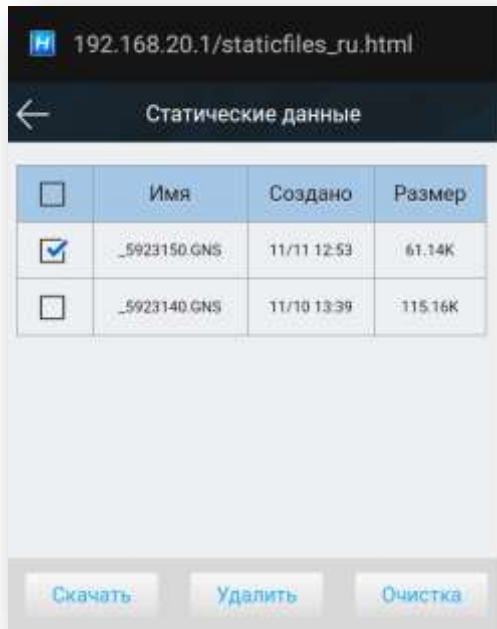 H 192.168.20.1/staticfiles_ru.html
Статические данные
Имя Создано Размер
_5923150.GNS 11/11 12:53 61.14K
_5923140.GNS 11/10 13:39 115.16K
Скачать Удалить Очистка